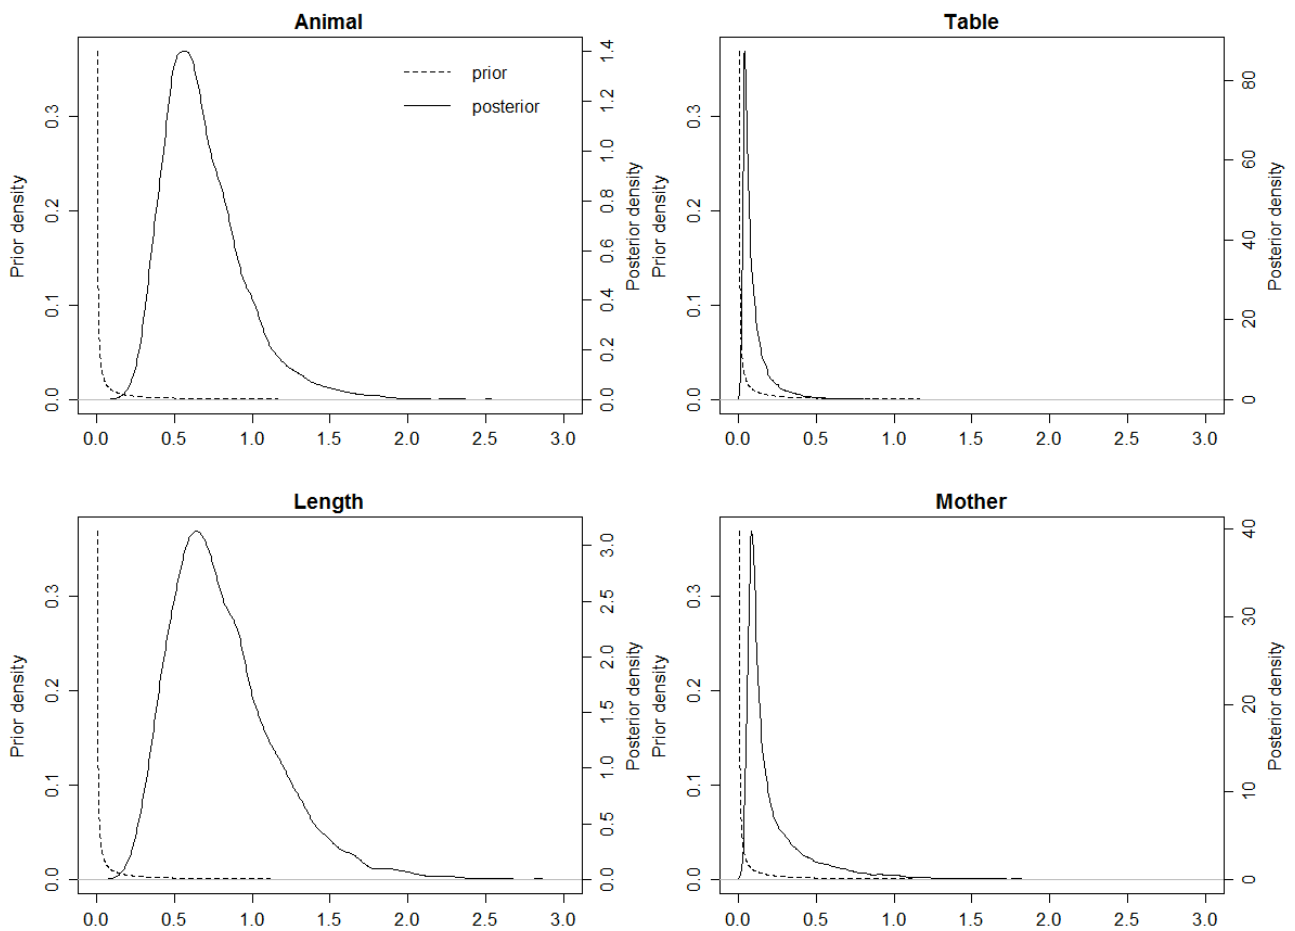 Animal
prior
posterior
Prior density
0.0 0.1 0.2 0.3
Posterior density
0.0 0.2 0.4 0.6 0.8 1.0 1.2 1.4
0.0 0.5 1.0 1.5 2.0 2.5 3.0
Table
Prior density
0.0 0.1 0.2 0.3
Posterior density
0 20 40 60 80
0.0 0.5 1.0 1.5 2.0 2.5 3.0
Length
Prior density
0.0 0.1 0.2 0.3
Posterior density
0.0 0.5 1.0 1.5 2.0 2.5 3.0
0.0 0.5 1.0 1.5 2.0 2.5 3.0
Mother
Prior density
0.0 0.1 0.2 0.3
Posterior density
0 10 20 30 40
0.0 0.5 1.0 1.5 2.0 2.5 3.0